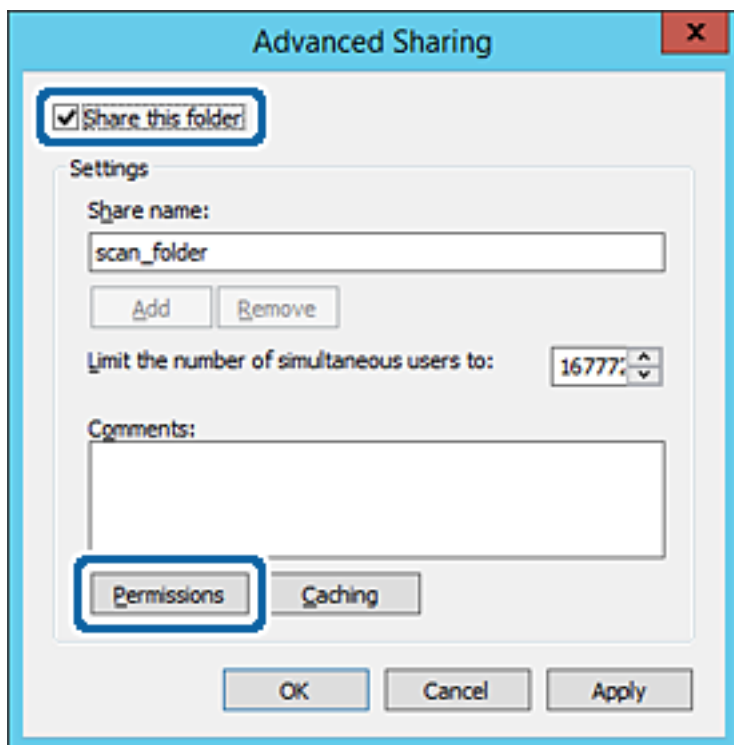 Advanced Sharing
Share this folder
Settings
Share name:
scan_folder
Add Remove
Limit the number of simultaneous users to:
Comments:
Permissions Caching
OK Cancel Apply